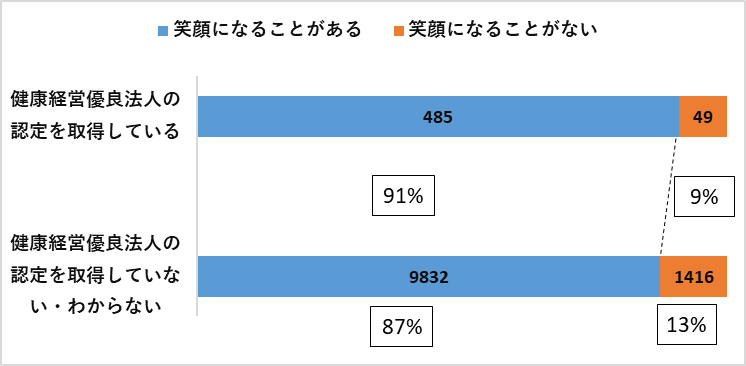 笑顔になることがある 笑顔になることがない
健康経営優良法人の
認定を取得している
485 49
91% 9%
健康経営優良法人の
認定を取得していな
い・わからない
9832 1416
87% 13%